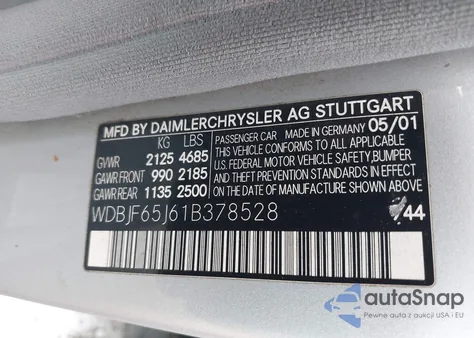 MFD BY DAIMLERCHRYSLER AG STUTTGART
KG LBS
GVWR 2125 4685
GAWR FRONT 990 2185
GAWR REAR 1135 2500
PASSENGER CAR MADE IN GERMANY 05/01
THIS VEHICLE CONFORMS TO ALL APPLICABLE
U.S. FEDERAL MOTOR VEHICLE SAFETY, BUMPER
AND THEFT PREVENTION STANDARDS IN EFFECT
ON THE DATE OF MANUFACTURE SHOWN ABOVE.
WDBJF65J61B378528
744
autoSnap
Pewne auta z aukcji USA i EU